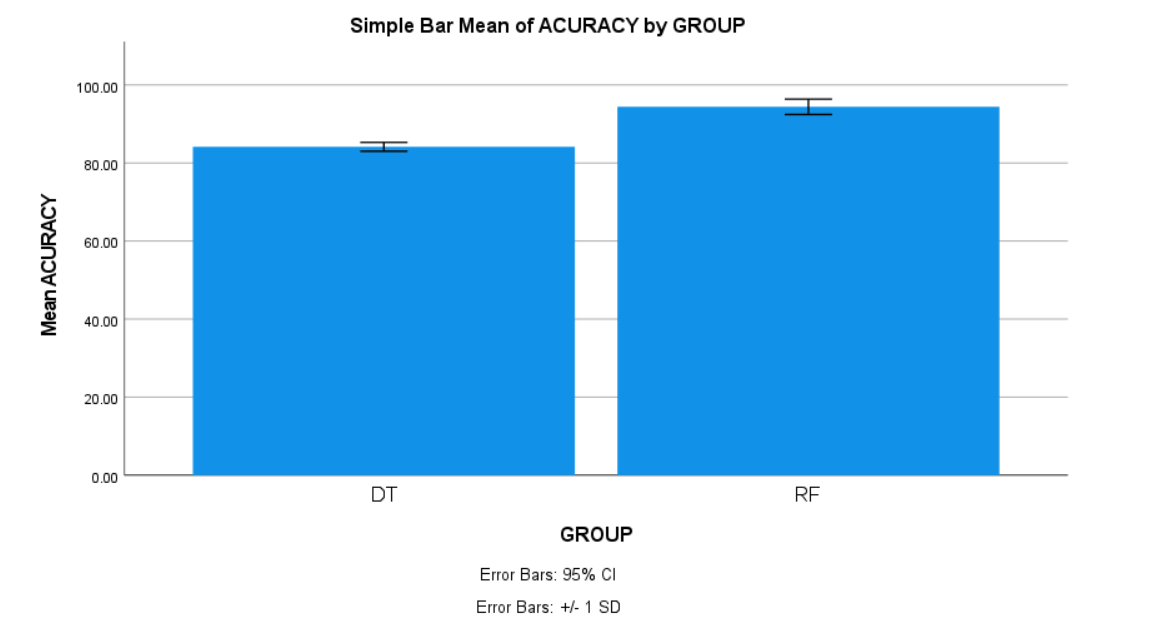 Simple Bar Mean of ACURACY by GROUP
Mean ACURACY
100.00
80.00
60.00
40.00
20.00
0.00
DT RF
GROUP
Error Bars: 95% CI
Error Bars: +/- 1 SD